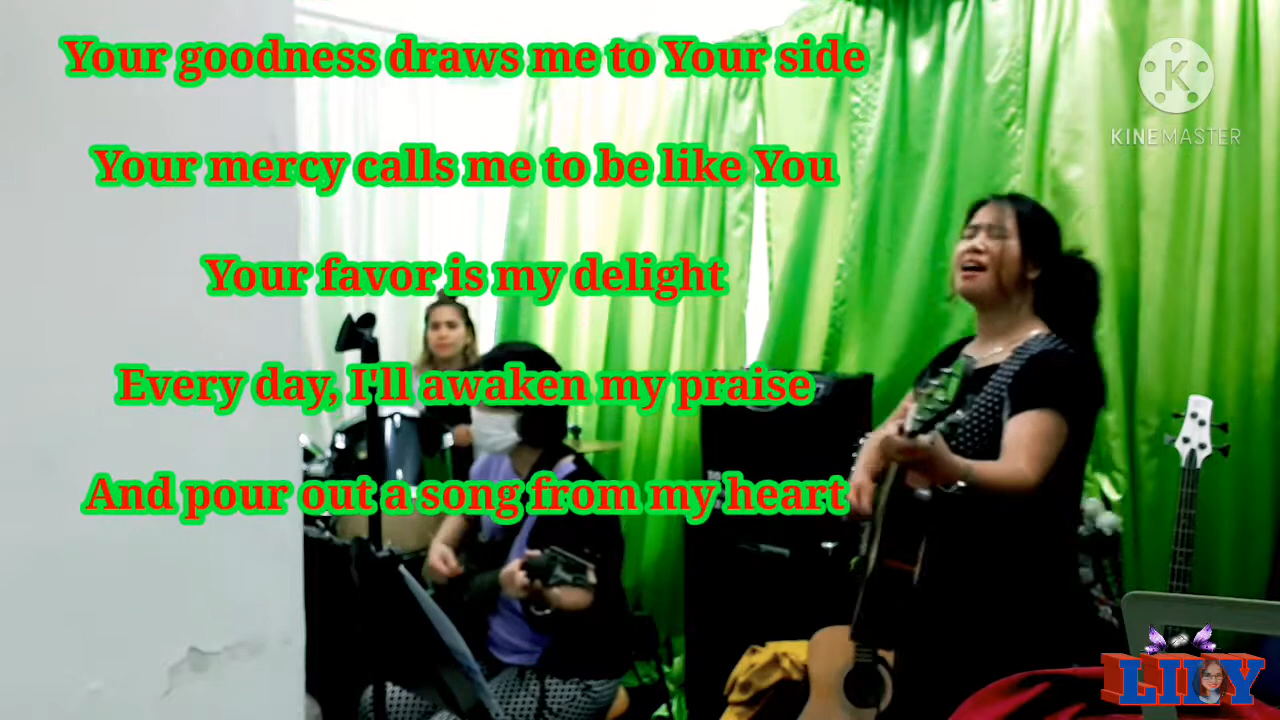 Your goodness draws me to Your side
Your mercy calls me to be like You
Your favor is my delight
Every day, I'll awaken my praise
And pour out a song from my heart
KINEMASTER
K